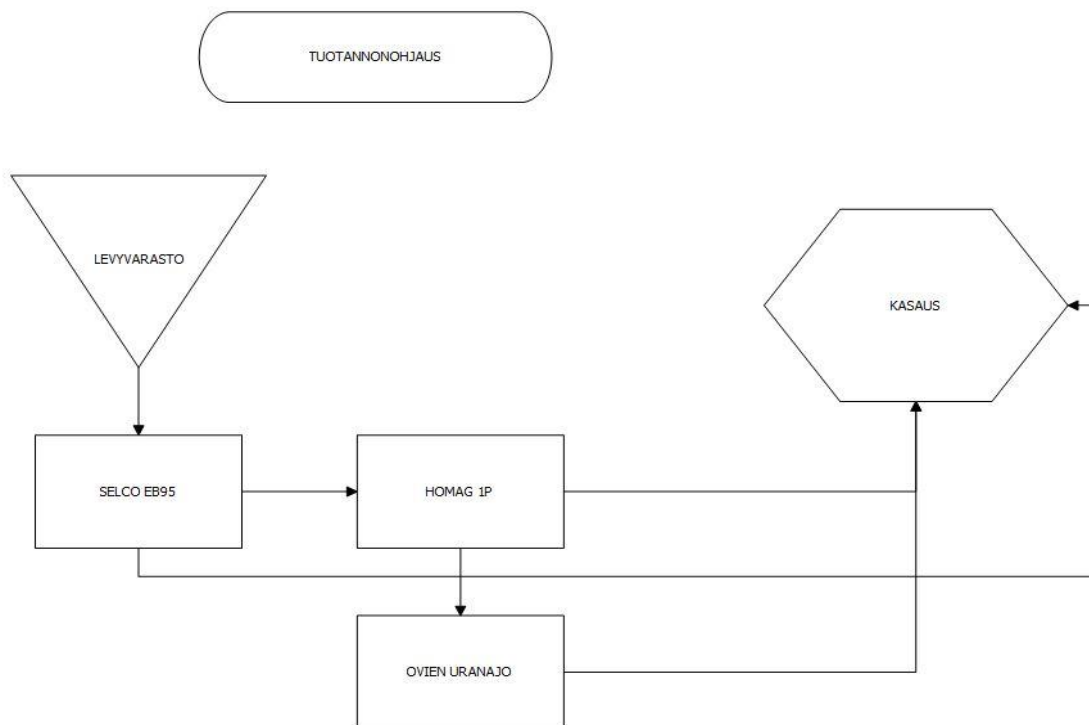 TUOTANNONOHJAUS
LEVYVARASTO
KASAUS
SELCO EB95
HOMAG 1P
OVIEN URANAJO